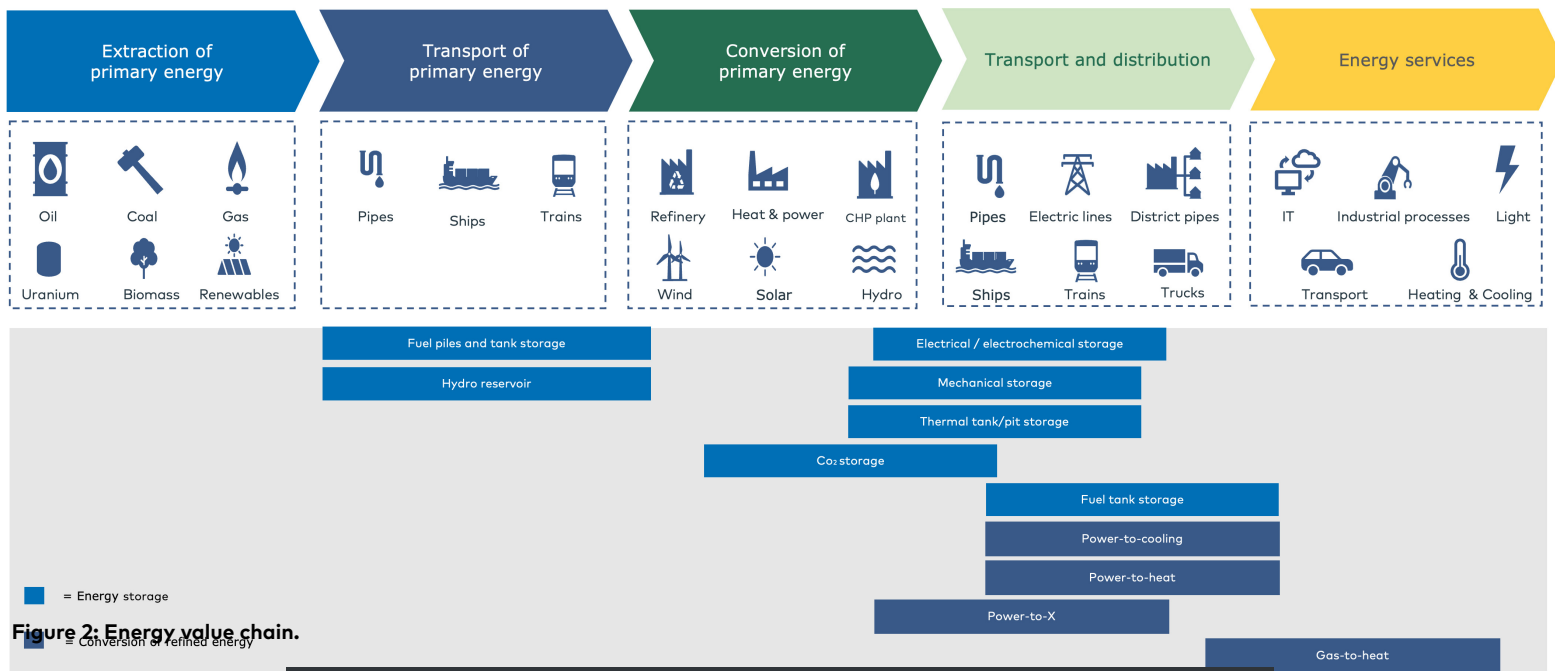 Extraction of
primary energy
Transport of
primary energy
Conversion of
primary energy
Transport and distribution
Energy services
Oil
Coal
Gas
Uranium
Biomass
Renewables
Pipes
Ships
Trains
Refinery
Heat & power
CHP plant
Wind
Solar
Hydro
Pipes
Electric lines
District pipes
Ships
Trains
Trucks
IT
Industrial processes
Light
Transport
Heating & Cooling
Fuel piles and tank storage
Hydro reservoir
Electrical / electrochemical storage
Mechanical storage
Thermal tank/pit storage
Co₂ storage
Fuel tank storage
Power-to-cooling
Power-to-heat
Power-to-X
Gas-to-heat
= Energy storage
= Conversion of refined energy
Figure 2: Energy value chain.